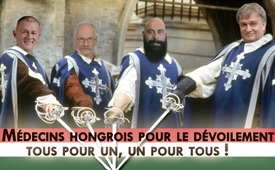 Médecins hongrois pour le dévoilement
tous pour un, un pour tous !